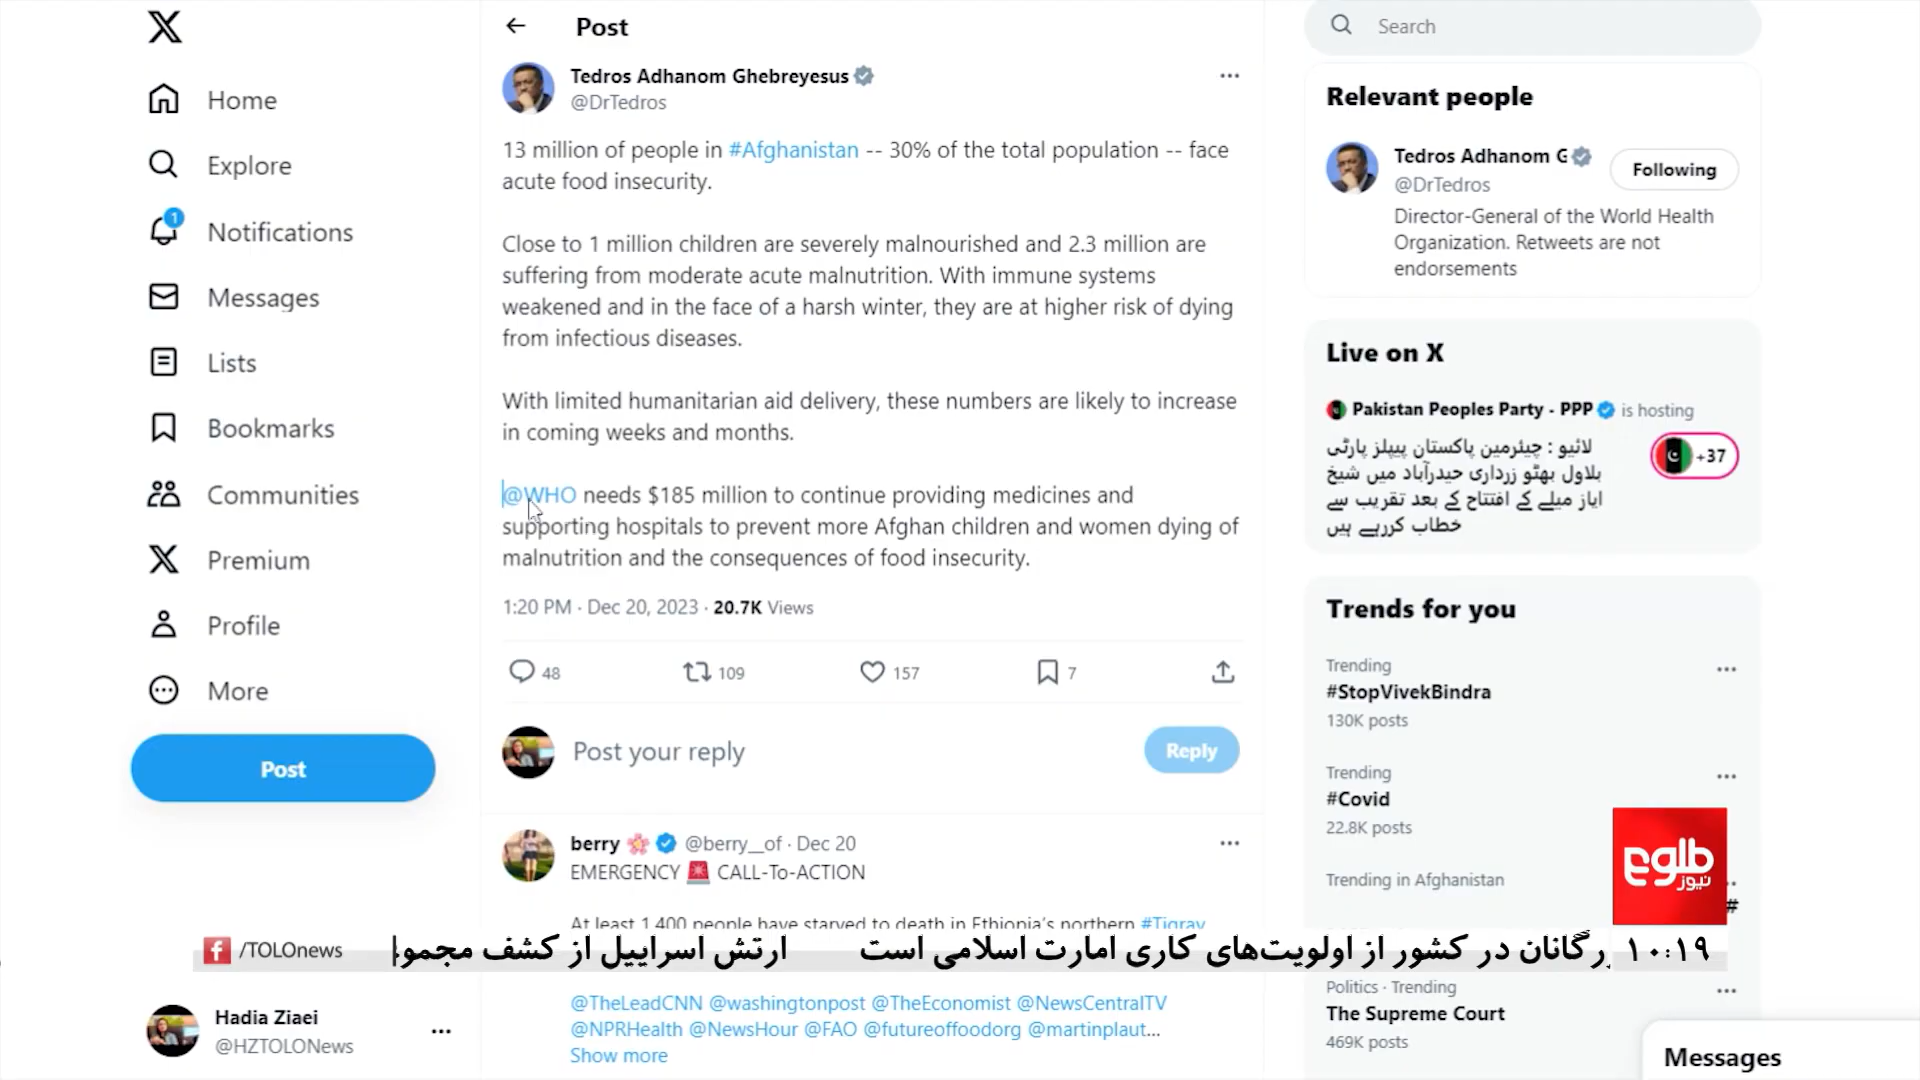 Home
Explore
1
Notifications
Messages
Lists
Bookmarks
Communities
Premium
Profile
More
Post
Hadia Ziaei
@HZTOLONews
Post
Tedros Adhanom Ghebreyesus
@DrTedros
13 million of people in #Afghanistan -- 30% of the total population -- face
acute food insecurity.
Close to 1 million children are severely malnourished and 2.3 million are
suffering from moderate acute malnutrition. With immune systems
weakened and in the face of a harsh winter, they are at higher risk of dying
from infectious diseases.
With limited humanitarian aid delivery, these numbers are likely to increase
in coming weeks and months.
@WHO needs $185 million to continue providing medicines and
supporting hospitals to prevent more Afghan children and women dying of
malnutrition and the consequences of food insecurity.
1:20 PM · Dec 20, 2023 · 20.7K Views
48 109 157 7
Post your reply
Reply
berry @berry__of · Dec 20
EMERGENCY CALL-To-ACTION
At least 1,400 people have starved to death in Ethiopia's northern #Tigray
@TheLeadCNN @washingtonpost @TheEconomist @NewsCentralTV
@NPRHealth @NewsHour @FAO @futureoffoodorg @martinplaut...
Show more
Search
Relevant people
Tedros Adhanom G
@DrTedros
Following
Director-General of the World Health
Organization. Retweets are not
endorsements
Live on X
Pakistan Peoples Party - PPP is hosting
لائیو : چیئرمین پاکستان پیپلز پارٹی
بلاول بھٹو زرداری حیدرآباد میں شیخ
ایاز میلے کے افتتاح کے بعد تقریب سے
خطاب کررہے ہیں
+37
Trends for you
Trending
#StopVivekBindra
130K posts
Trending
#Covid
22.8K posts
Trending in Afghanistan
#
Politics · Trending
The Supreme Court
469K posts
Messages
طلوع
نیوز
/TOLOnews
۱۰:۱۹
رگانان در کشور از اولویت‌های کاری امارت اسلامی است
ارتش اسراییل از کشف مجمو